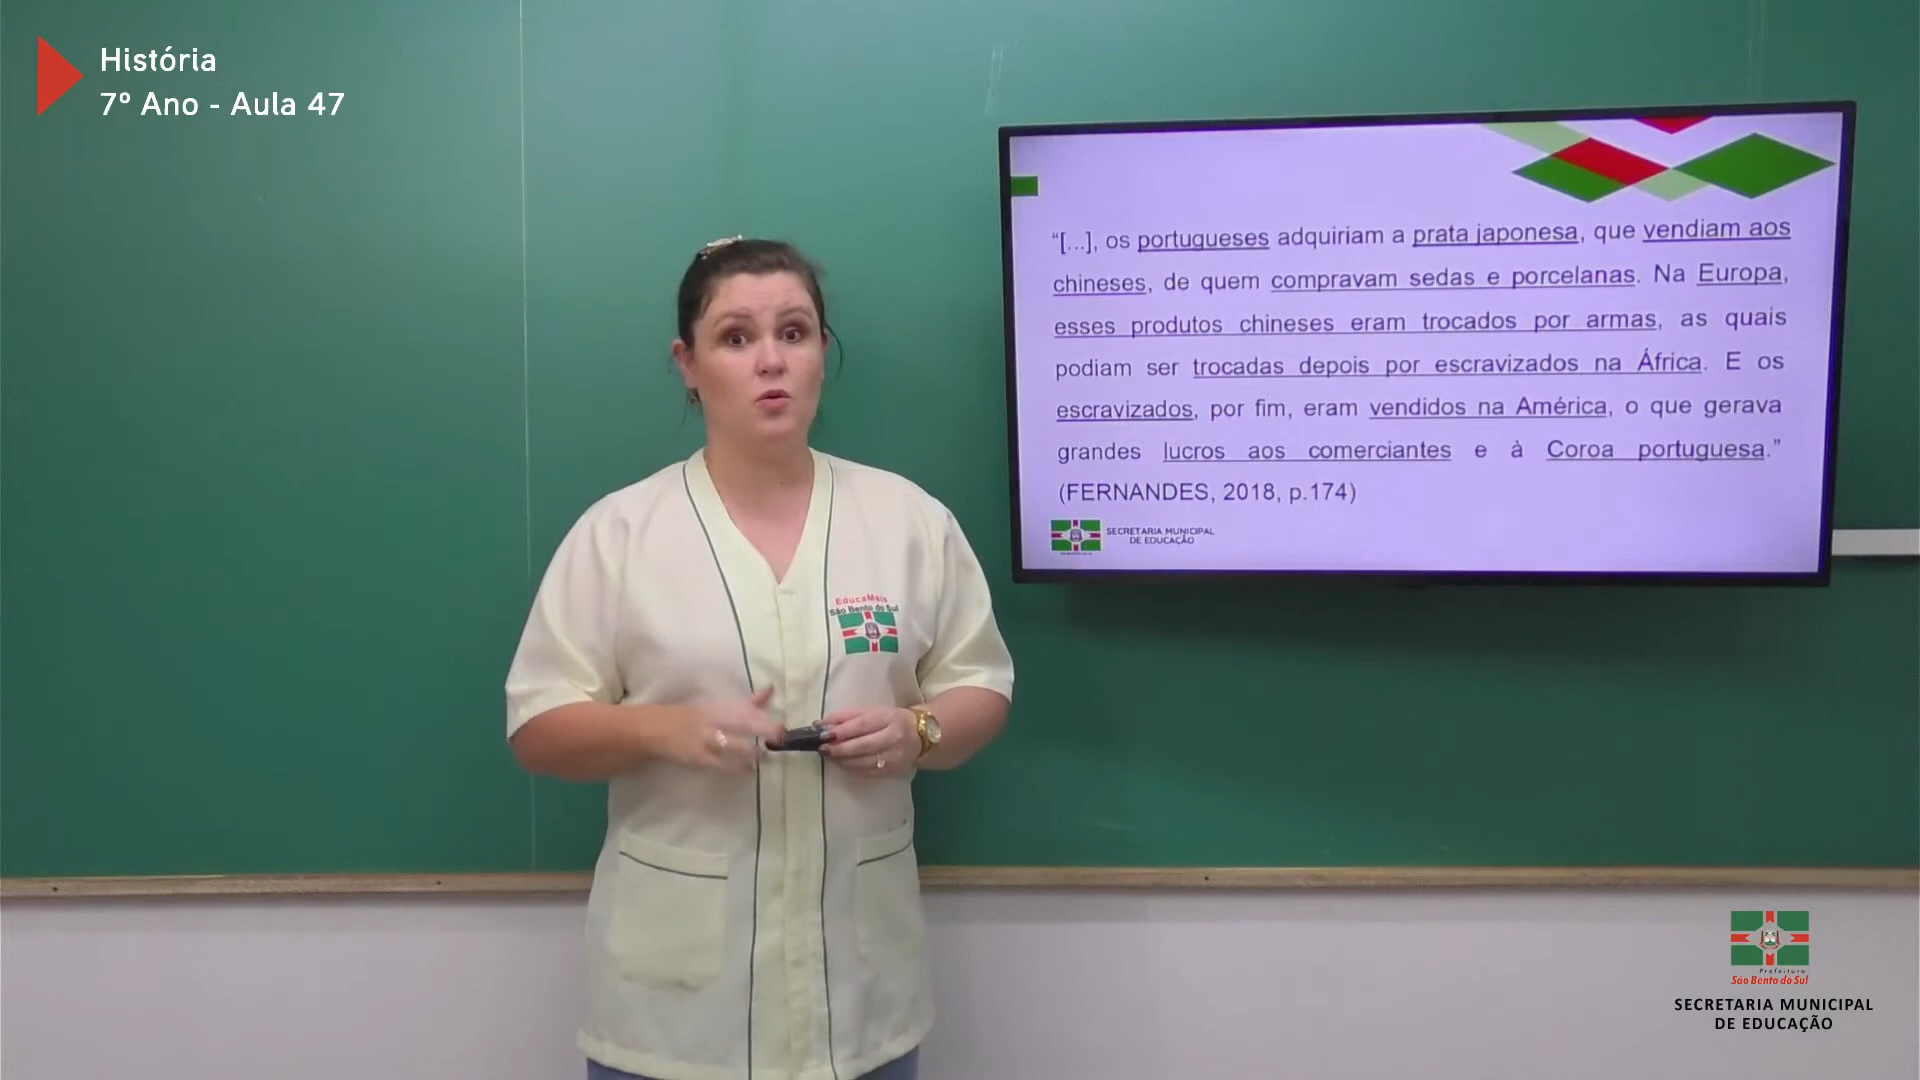 História
7º Ano - Aula 47
“[...], os portugueses adquiriam a prata japonesa, que vendiam aos
chineses, de quem compravam sedas e porcelanas. Na Europa,
esses produtos chineses eram trocados por armas, as quais
podiam ser trocadas depois por escravizados na África. E os
escravizados, por fim, eram vendidos na América, o que gerava
grandes lucros aos comerciantes e à Coroa portuguesa.”
(FERNANDES, 2018, p.174)
SECRETARIA MUNICIPAL
DE EDUCAÇÃO
EducaMais
São Bento do Sul
Prefeitura
São Bento do Sul
SECRETARIA MUNICIPAL
DE EDUCAÇÃO